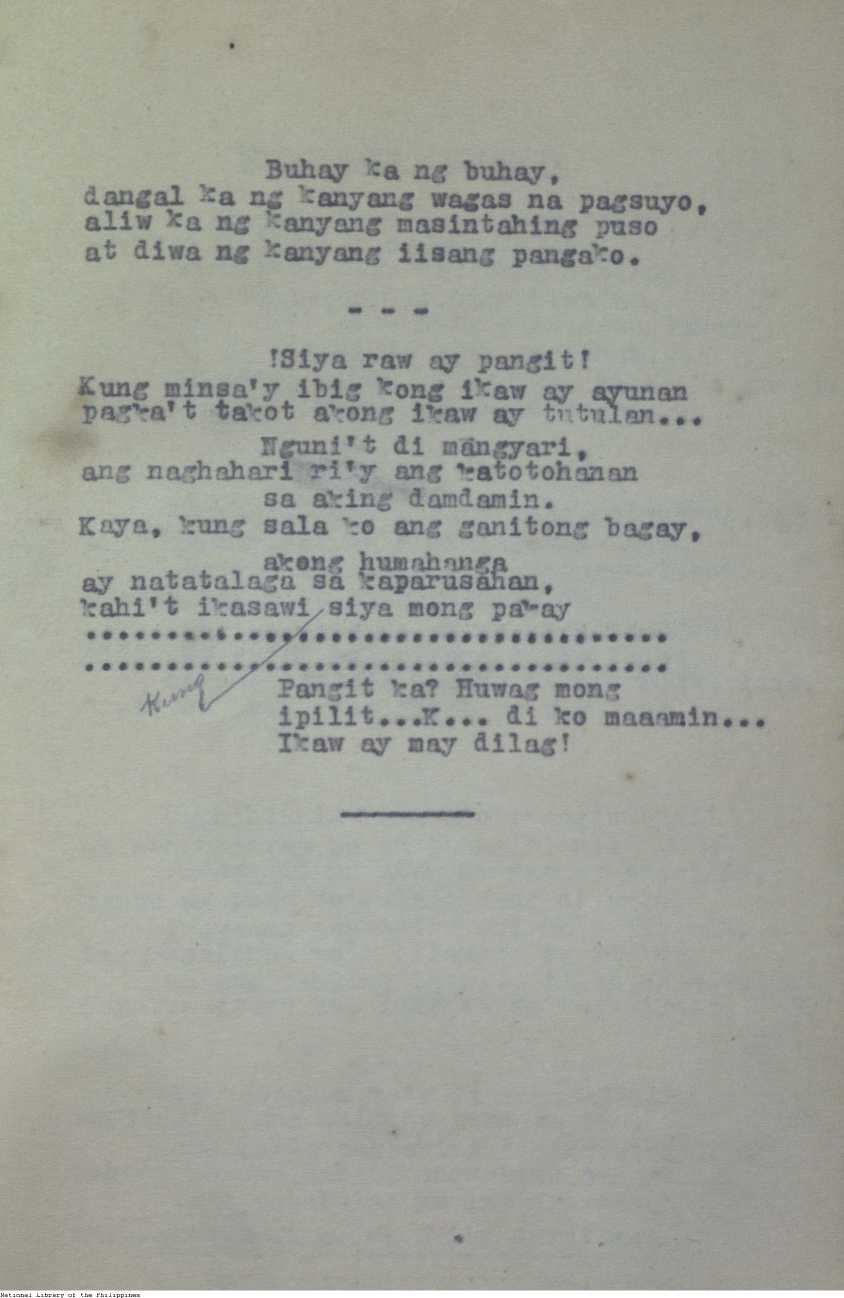 Buhay ka ng buhay,
dangal ka ng kanyang wagas na pagsuyo,
aliw ka ng kanyang masintahing puso
at diwa ng kanyang iisang pangako.
- - -
!Siya raw ay pangit!
Kung minsa'y ibig kong ikaw ay ayunan
pagka't takot akong ikaw ay tutulan...
Nguni't di mangyari,
ang naghahari ri'y ang katotohanan
sa aking damdamin.
Kaya, kung sala ko ang ganitong bagay,
akong humahanga
ay natatalaga sa kaparusahan,
kahi't ikasawi siya mong pakay
............................................
............................................
Kung
Pangit ka? Huwag mong
ipilit...K... di ko maaamin...
Ikaw ay may dilag!
National Library of the Philippines